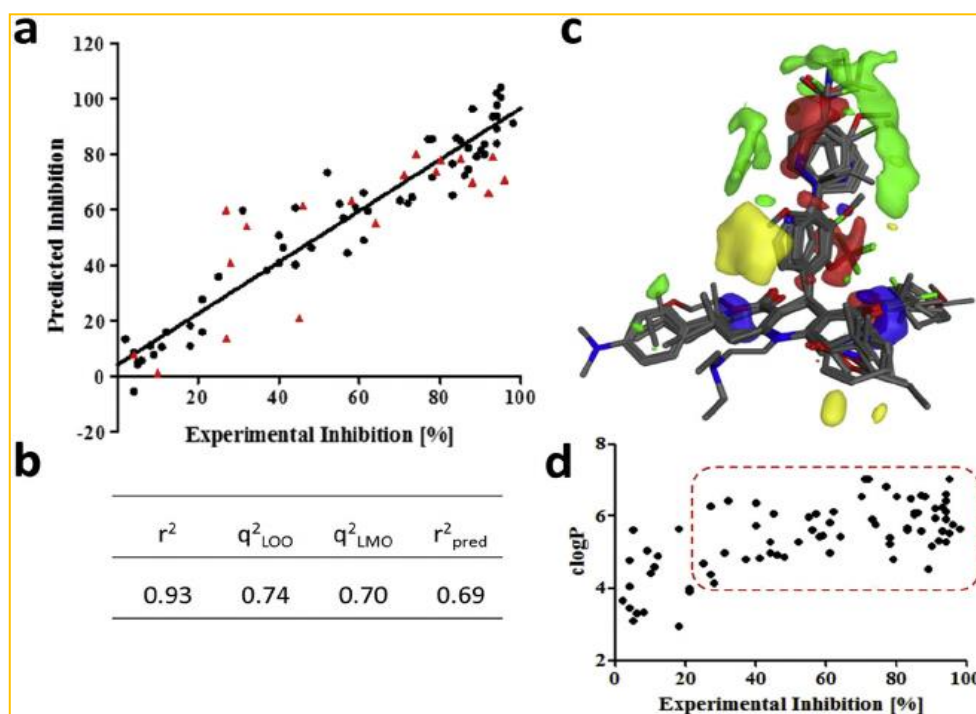 a
120
100
80
60
40
20
0
-20
20
40
60
80
100
Predicted Inhibition
Experimental Inhibition [%]
b
r² q²LOO q²LMO r²pred
0.93 0.74 0.70 0.69
c
d
8
6
4
2
clogP
0 20 40 60 80 100
Experimental Inhibition [%]